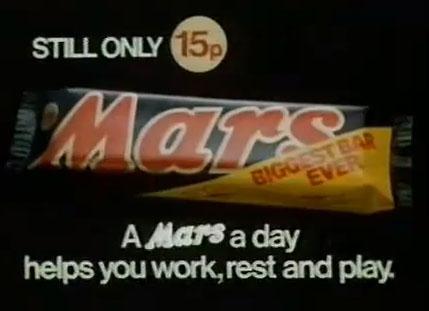 STILL ONLY 15p
Mars
BIGGEST BAR
EVER
A Mars a day
helps you work, rest and play.